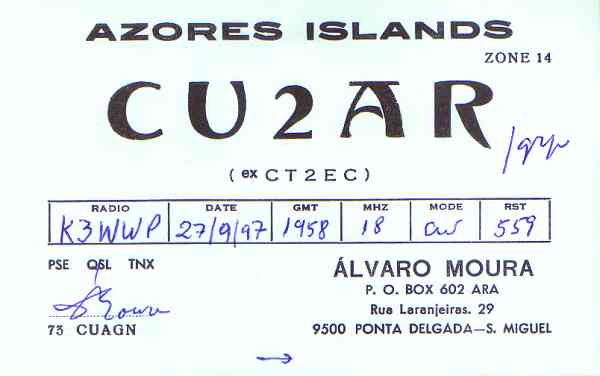 AZORES ISLANDS
ZONE 14
CU2AR /qrp
(ex CT2EC)
RADIO DATE GMT MHZ MODE RST
K3WWP 27/9/97 1958 18 CW 559
PSE QSL TNX
ÁLVARO MOURA
P. O. BOX 602 ARA
Rua Laranjeiras. 29
73 CUAGN
9500 PONTA DELGADA—S. MIGUEL